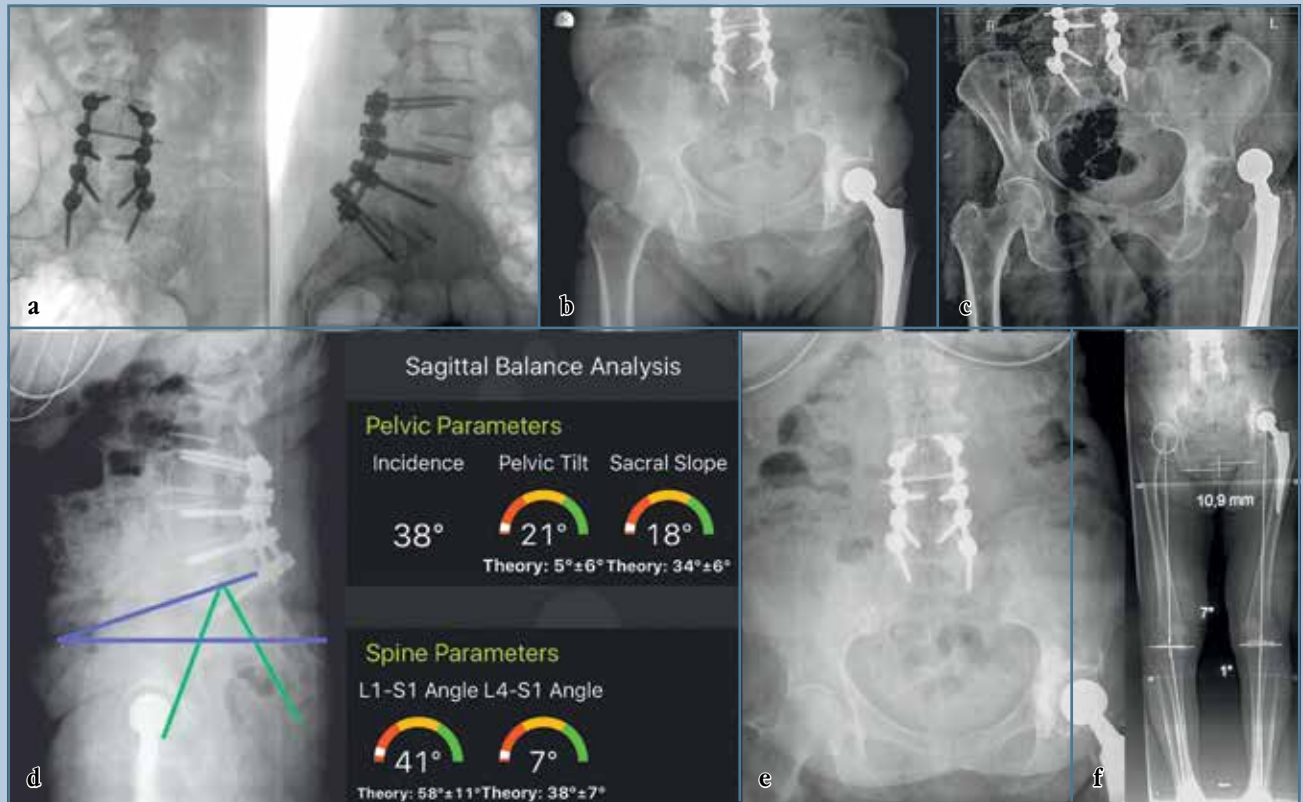 a
b
R
L
c
d
Sagittal Balance Analysis
Pelvic Parameters
Incidence Pelvic Tilt Sacral Slope
38° 21° 18°
Theory: 5°±6° Theory: 34°±6°
Spine Parameters
L1-S1 Angle L4-S1 Angle
41° 7°
Theory: 58°±11° Theory: 38°±7°
e
f
10,9 mm
7°
1°